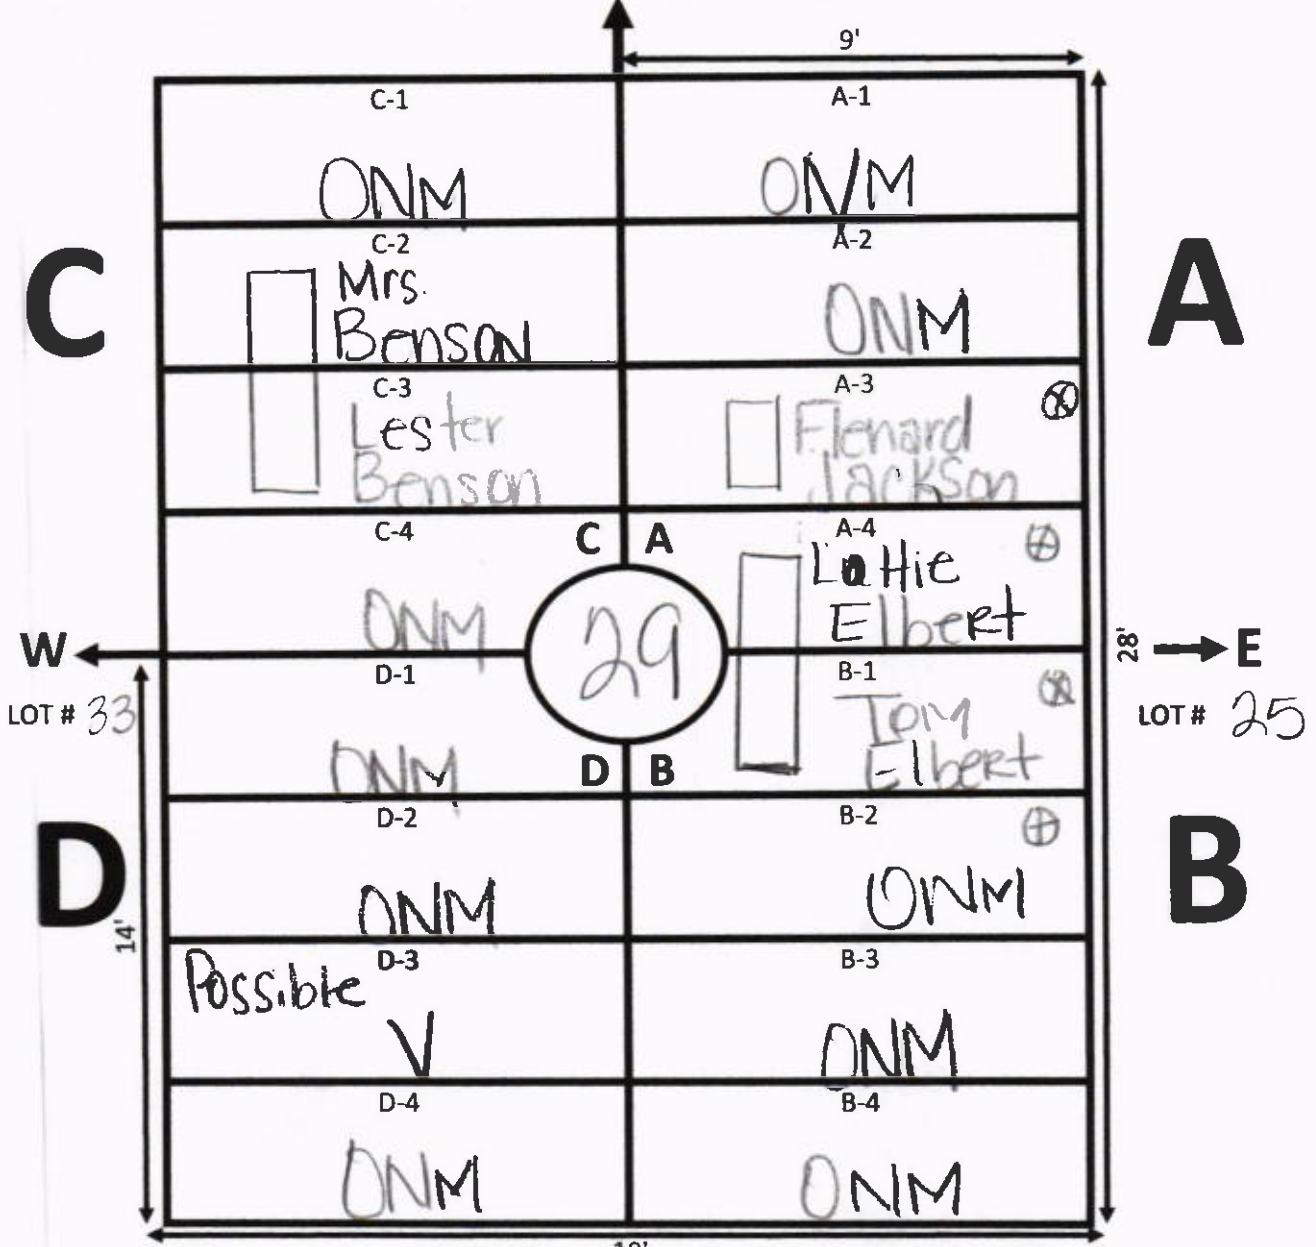 9'
C-1
A-1
ONM
ONM
C-2
A-2
C
A
Mrs.
Benson
ONM
C-3
A-3
Lester
Benson
Elenard
Jackson
C-4
A-4
C A
Lottie
Elbert
ONM
29
W
E
28'
D-1
B-1
LOT # 33
LOT # 25
Tom
Elbert
ONM
D B
D-2
B-2
D
B
ONM
ONM
14'
D-3
B-3
Possible
V
ONM
D-4
B-4
ONM
ONM